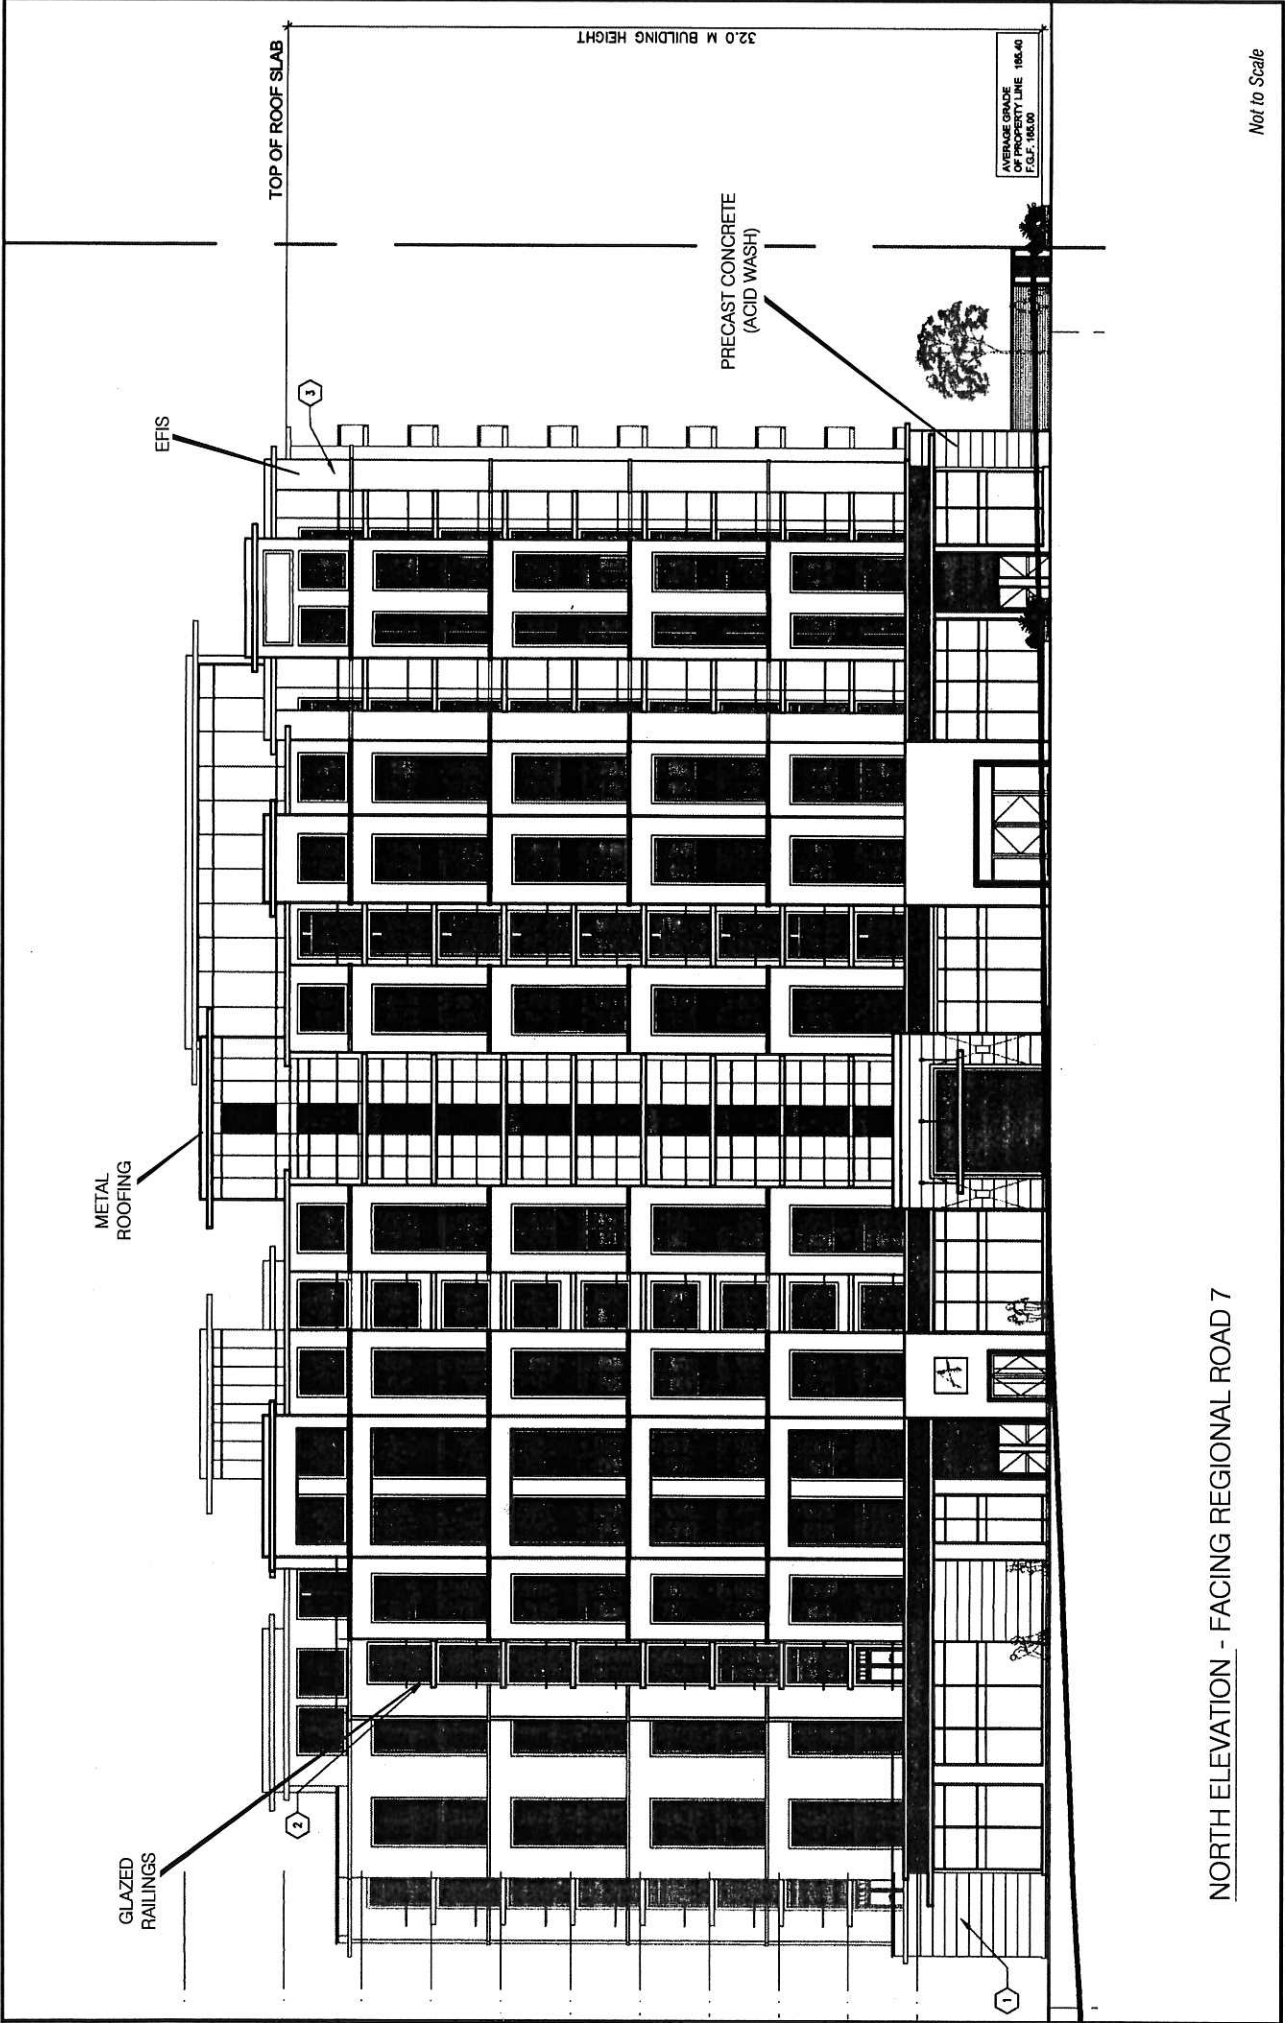 GLAZED
RAILINGS
2
METAL
ROOFING
EFIS
3
TOP OF ROOF SLAB
32.0 M BUILDING HEIGHT
PRECAST CONCRETE
(ACID WASH)
AVERAGE GRADE
OF PROPERTY LINE 165.40
F.G.F. 166.00
A
1
NORTH ELEVATION - FACING REGIONAL ROAD 7
Not to Scale